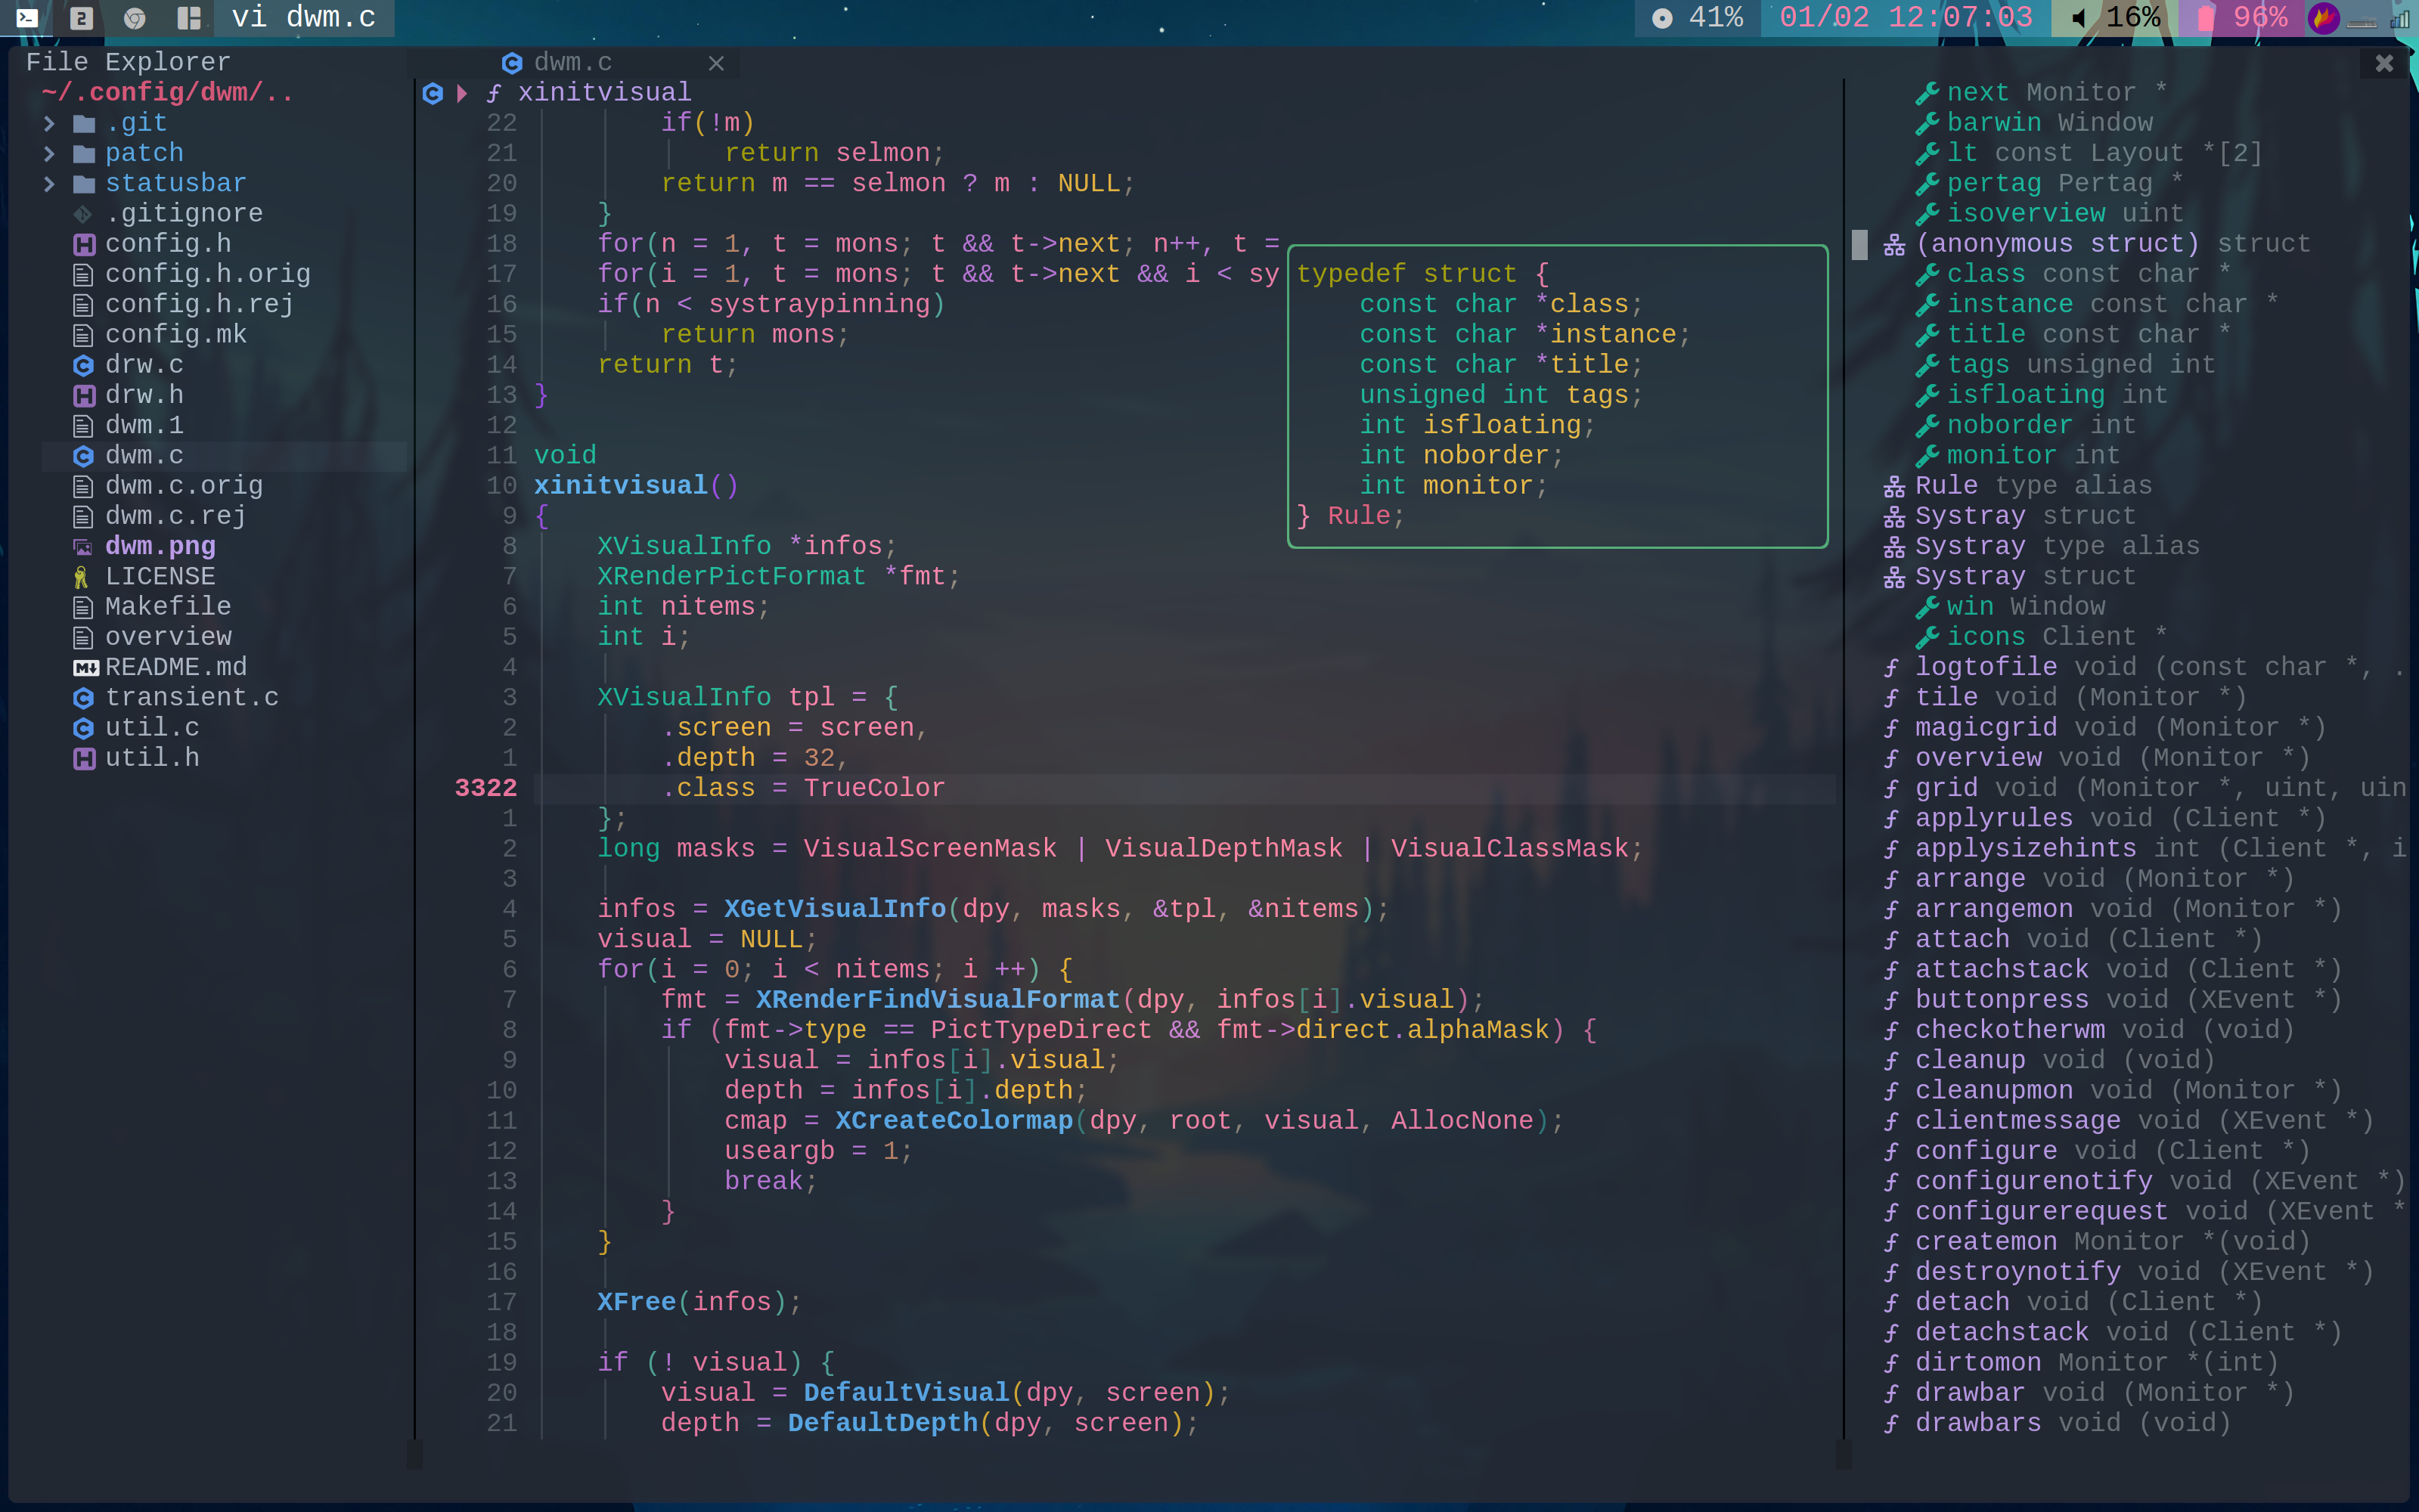 2 vi dwm.c 41% 01/02 12:07:03 16% 96%
File Explorer
~/.config/dwm/..
.git
patch
statusbar
.gitignore
config.h
config.h.orig
config.h.rej
config.mk
drw.c
drw.h
dwm.1
dwm.c
dwm.c.orig
dwm.c.rej
dwm.png
LICENSE
Makefile
overview
README.md
transient.c
util.c
util.h
dwm.c ×
xinitvisual
22 if(!m)
21 return selmon;
20 return m == selmon ? m : NULL;
19 }
18 for(n = 1, t = mons; t && t->next; n++, t =
17 for(i = 1, t = mons; t && t->next && i < sy
16 if(n < systraypinning)
15 return mons;
14 return t;
13 }
12
11 void
10 xinitvisual()
9 {
8 XVisualInfo *infos;
7 XRenderPictFormat *fmt;
6 int nitems;
5 int i;
4
3 XVisualInfo tpl = {
2 .screen = screen,
1 .depth = 32,
3322 .class = TrueColor
1 };
2 long masks = VisualScreenMask | VisualDepthMask | VisualClassMask;
3
4 infos = XGetVisualInfo(dpy, masks, &tpl, &nitems);
5 visual = NULL;
6 for(i = 0; i < nitems; i ++) {
7 fmt = XRenderFindVisualFormat(dpy, infos[i].visual);
8 if (fmt->type == PictTypeDirect && fmt->direct.alphaMask) {
9 visual = infos[i].visual;
10 depth = infos[i].depth;
11 cmap = XCreateColormap(dpy, root, visual, AllocNone);
12 useargb = 1;
13 break;
14 }
15 }
16
17 XFree(infos);
18
19 if (! visual) {
20 visual = DefaultVisual(dpy, screen);
21 depth = DefaultDepth(dpy, screen);
typedef struct {
const char *class;
const char *instance;
const char *title;
unsigned int tags;
int isfloating;
int noborder;
int monitor;
} Rule;
next Monitor *
barwin Window
lt const Layout *[2]
pertag Pertag *
isoverview uint
(anonymous struct) struct
class const char *
instance const char *
title const char *
tags unsigned int
isfloating int
noborder int
monitor int
Rule type alias
Systray struct
Systray type alias
Systray struct
win Window
icons Client *
logtofile void (const char *, .
tile void (Monitor *)
magicgrid void (Monitor *)
overview void (Monitor *)
grid void (Monitor *, uint, uin
applyrules void (Client *)
applysizehints int (Client *, i
arrange void (Monitor *)
arrangemon void (Monitor *)
attach void (Client *)
attachstack void (Client *)
buttonpress void (XEvent *)
checkotherwm void (void)
cleanup void (void)
cleanupmon void (Monitor *)
clientmessage void (XEvent *)
configure void (Client *)
configurenotify void (XEvent *)
configurerequest void (XEvent *
createmon Monitor *(void)
destroynotify void (XEvent *)
detach void (Client *)
detachstack void (Client *)
dirtomon Monitor *(int)
drawbar void (Monitor *)
drawbars void (void)